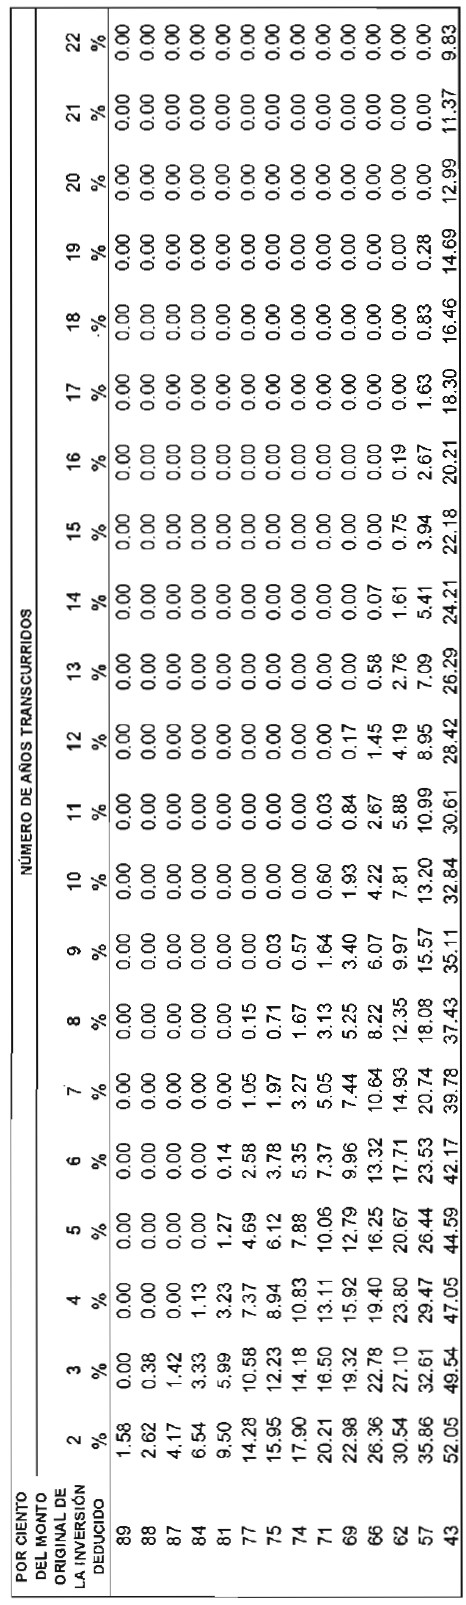 POR CIENTO NÚMERO DE AÑOS TRANSCURRIDOS
DEL MONTO
ORIGINAL DE 2 3 4 5 6 7 8 9 10 11 12 13 14 15 16 17 18 19 20 21 22
LA INVERSIÓN
DEDUCIDO % % % % % % % % % % % % % % % % % % % % %
89 1.58 0.00 0.00 0.00 0.00 0.00 0.00 0.00 0.00 0.00 0.00 0.00 0.00 0.00 0.00 0.00 0.00 0.00 0.00 0.00 0.00
88 2.62 0.38 0.00 0.00 0.00 0.00 0.00 0.00 0.00 0.00 0.00 0.00 0.00 0.00 0.00 0.00 0.00 0.00 0.00 0.00 0.00
87 4.17 1.42 0.00 0.00 0.00 0.00 0.00 0.00 0.00 0.00 0.00 0.00 0.00 0.00 0.00 0.00 0.00 0.00 0.00 0.00 0.00
84 6.54 3.33 1.13 0.00 0.00 0.00 0.00 0.00 0.00 0.00 0.00 0.00 0.00 0.00 0.00 0.00 0.00 0.00 0.00 0.00 0.00
81 9.50 5.99 3.23 1.27 0.14 0.00 0.00 0.00 0.00 0.00 0.00 0.00 0.00 0.00 0.00 0.00 0.00 0.00 0.00 0.00 0.00
77 14.28 10.58 7.37 4.69 2.58 1.05 0.15 0.00 0.00 0.00 0.00 0.00 0.00 0.00 0.00 0.00 0.00 0.00 0.00 0.00 0.00
75 15.95 12.23 8.94 6.12 3.78 1.97 0.71 0.03 0.00 0.00 0.00 0.00 0.00 0.00 0.00 0.00 0.00 0.00 0.00 0.00 0.00
74 17.90 14.18 10.83 7.88 5.35 3.27 1.67 0.57 0.00 0.00 0.00 0.00 0.00 0.00 0.00 0.00 0.00 0.00 0.00 0.00 0.00
71 20.21 16.50 13.11 10.06 7.37 5.05 3.13 1.64 0.60 0.03 0.00 0.00 0.00 0.00 0.00 0.00 0.00 0.00 0.00 0.00 0.00
69 22.98 19.32 15.92 12.79 9.96 7.44 5.25 3.40 1.93 0.84 0.17 0.00 0.00 0.00 0.00 0.00 0.00 0.00 0.00 0.00 0.00
66 26.36 22.78 19.40 16.25 13.32 10.64 8.22 6.07 4.22 2.67 1.45 0.58 0.07 0.00 0.00 0.00 0.00 0.00 0.00 0.00 0.00
62 30.54 27.10 23.80 20.67 17.71 14.93 12.35 9.97 7.81 5.88 4.19 2.76 1.61 0.75 0.19 0.00 0.00 0.00 0.00 0.00 0.00
57 35.86 32.61 29.47 26.44 23.53 20.74 18.08 15.57 13.20 10.99 8.95 7.09 5.41 3.94 2.67 1.63 0.83 0.28 0.00 0.00 0.00
43 52.05 49.54 47.05 44.59 42.17 39.78 37.43 35.11 32.84 30.61 28.42 26.29 24.21 22.18 20.21 18.30 16.46 14.69 12.99 11.37 9.83